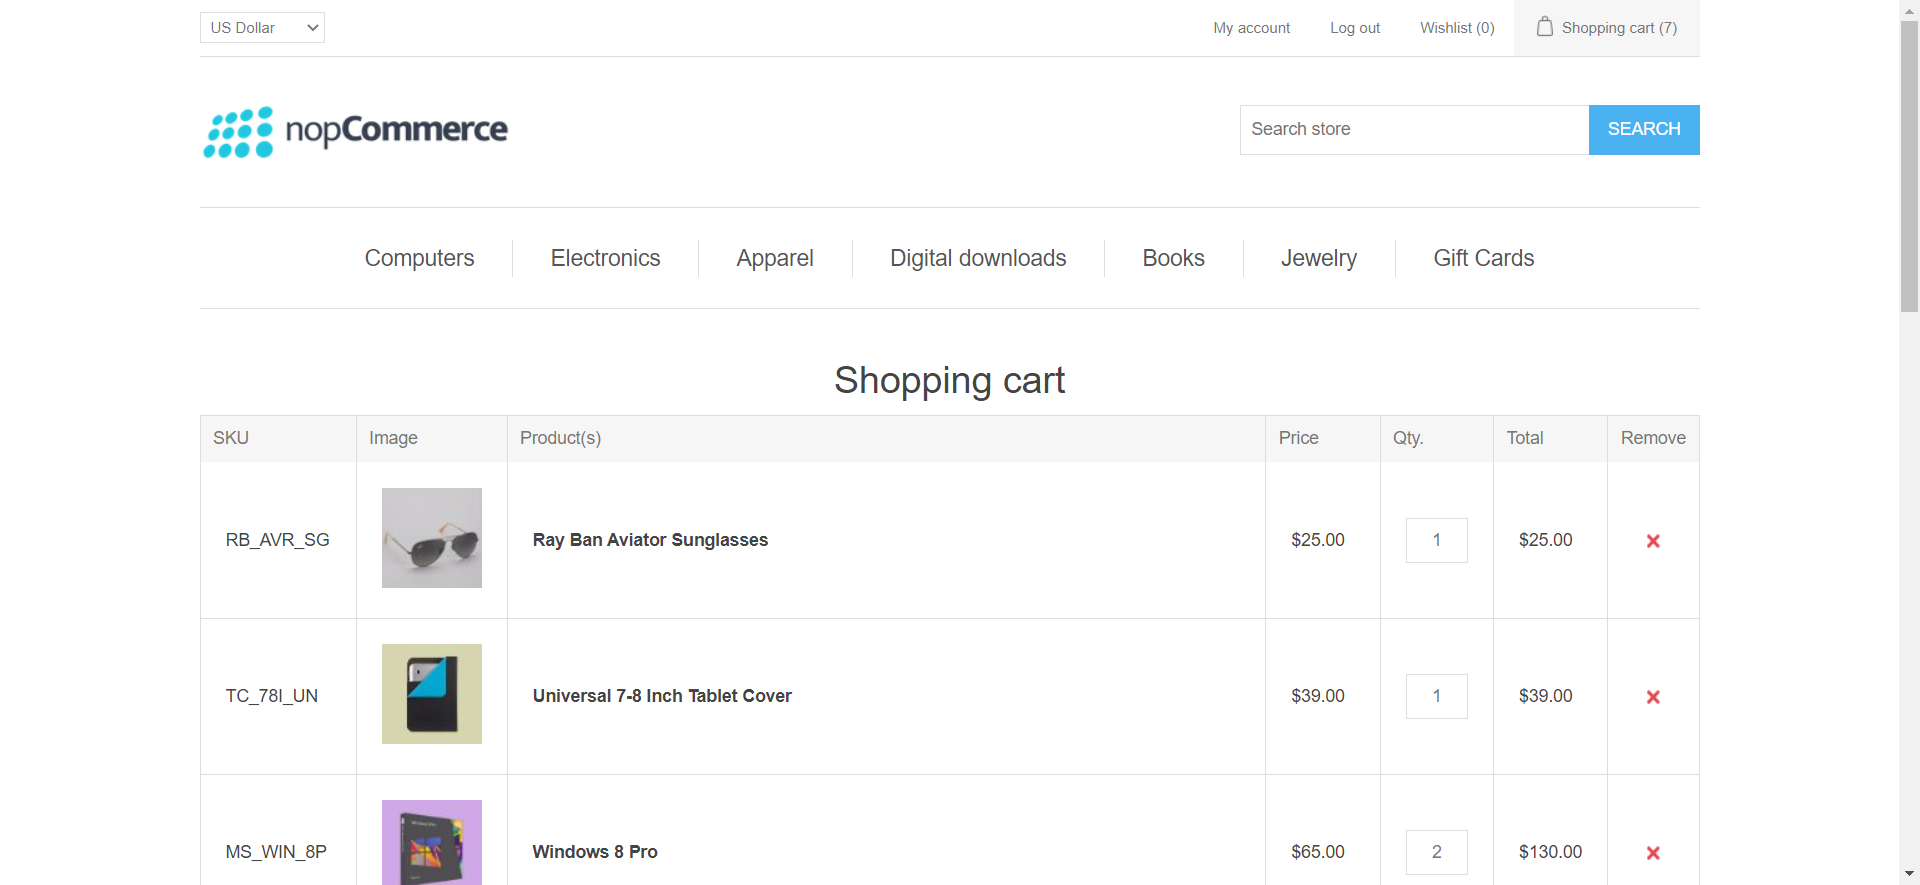 US Dollar
My account
Log out
Wishlist (0)
Shopping cart (7)
nopCommerce
Search store
SEARCH
Computers
Electronics
Apparel
Digital downloads
Books
Jewelry
Gift Cards
Shopping cart
SKU Image Product(s) Price Qty. Total Remove
RB_AVR_SG Ray Ban Aviator Sunglasses $25.00 1 $25.00
TC_78I_UN Universal 7-8 Inch Tablet Cover $39.00 1 $39.00
MS_WIN_8P Windows 8 Pro $65.00 2 $130.00